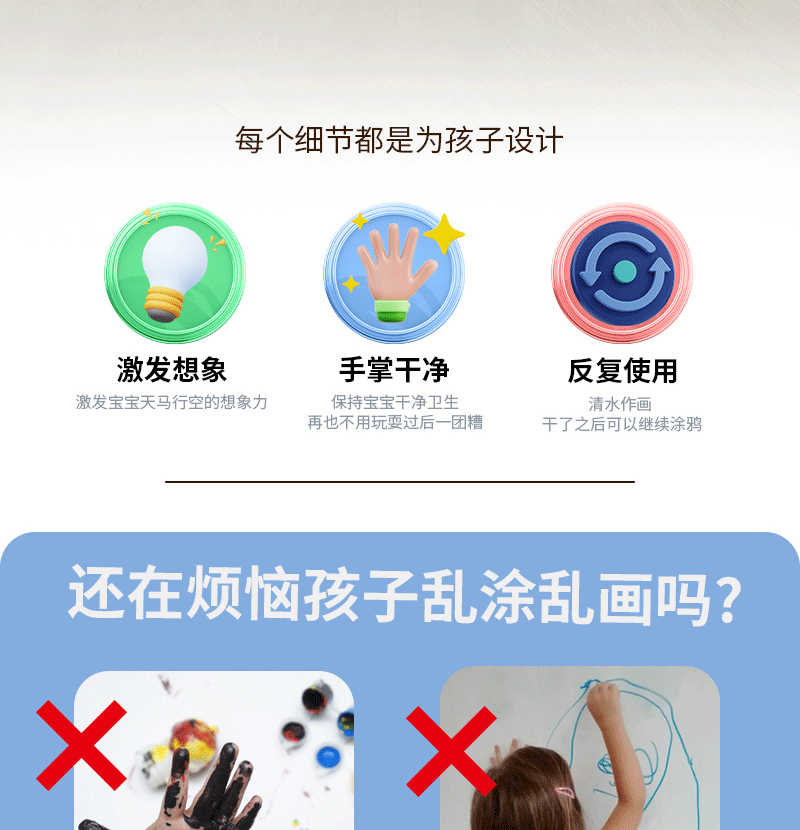 每个细节都是为孩子设计
激发想象
手掌干净
反复使用
激发宝宝天马行空的想象力
保持宝宝干净卫生
再也不用玩耍过后一团糟
清水作画
干了之后可以继续涂鸦
还在烦恼孩子乱涂乱画吗?